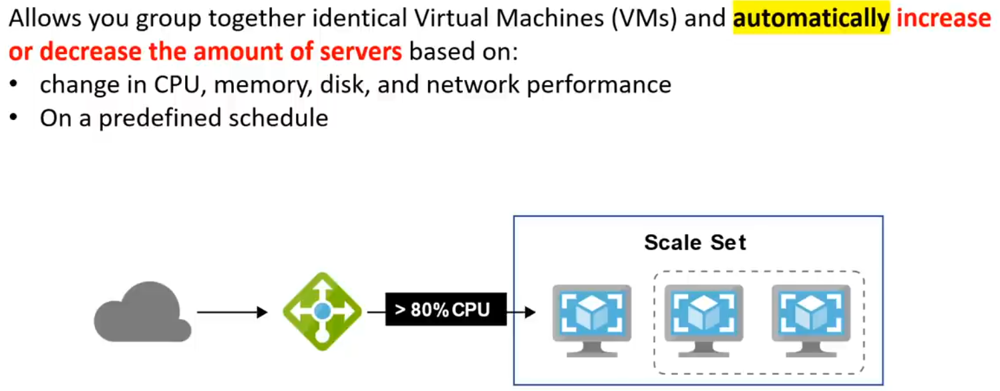 Allows you group together identical Virtual Machines (VMs) and automatically increase
or decrease the amount of servers based on:
• change in CPU, memory, disk, and network performance
• On a predefined schedule
Scale Set
> 80% CPU